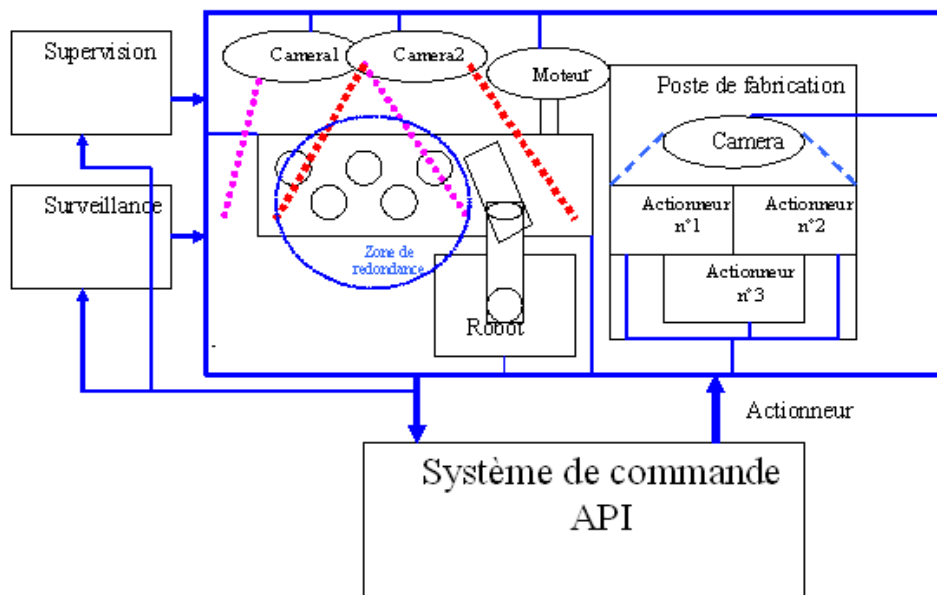 Supervision
Camera1
Camera2
Moteur
Poste de fabrication
Camera
Surveillance
Actionneur
n°1
Actionneur
n°2
Zone de
redondance
Actionneur
n°3
Robot
Actionneur
Système de commande
API